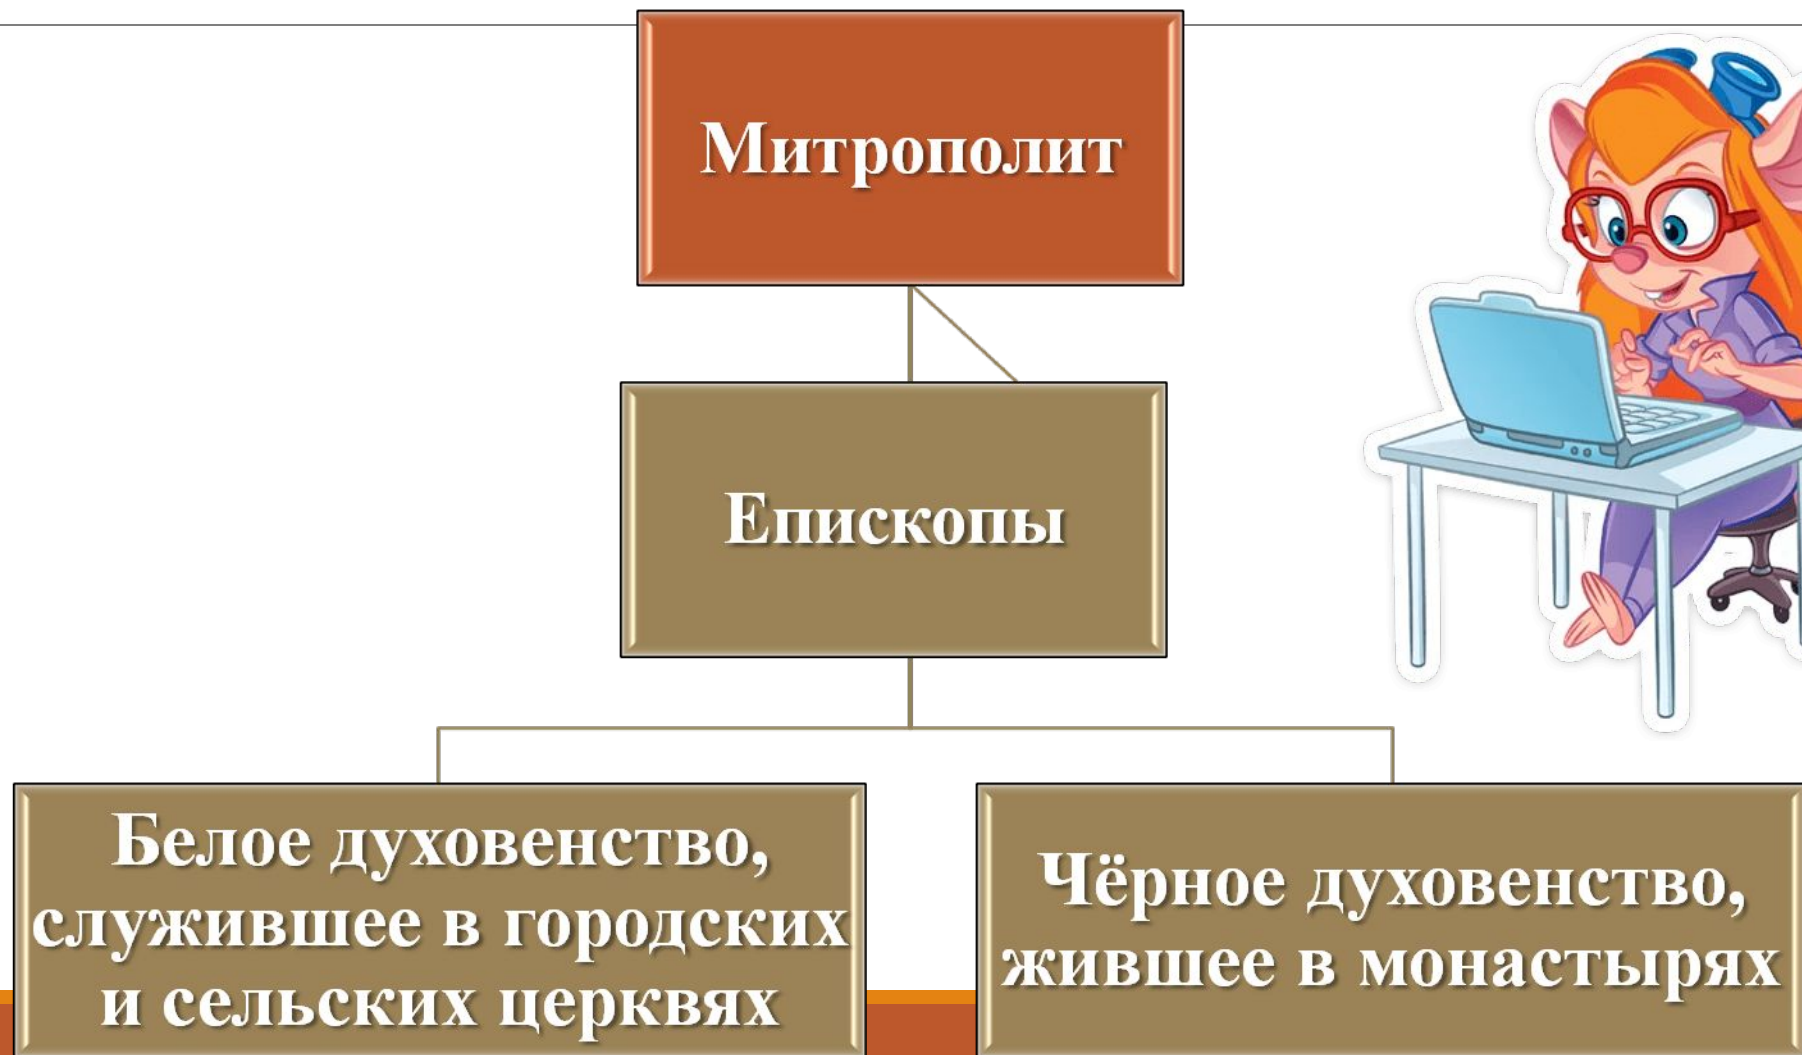 Митрополит
Епископы
Белое духовенство,
служившее в городских
и сельских церквях
Чёрное духовенство,
жившее в монастырях